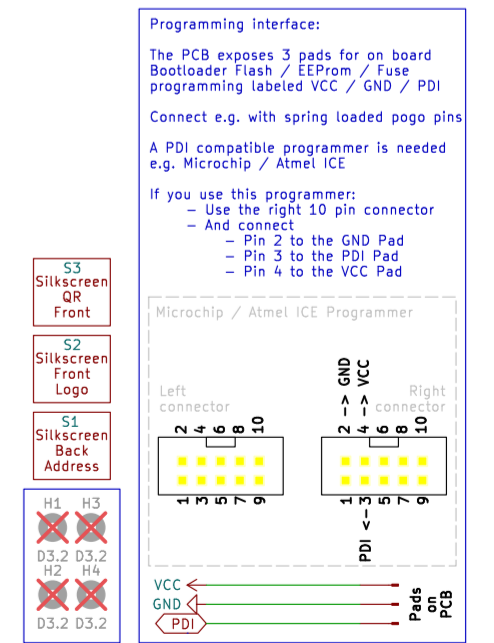 Programming interface:
The PCB exposes 3 pads for on board
Bootloader Flash / EEProm / Fuse
programming labeled VCC / GND / PDI
Connect e.g. with spring loaded pogo pins
A PDI compatible programmer is needed
e.g. Microchip / Atmel ICE
If you use this programmer:
– Use the right 10 pin connector
– And connect
– Pin 2 to the GND Pad
– Pin 3 to the PDI Pad
– Pin 4 to the VCC Pad
S3
Silkscreen
QR
Front
S2
Silkscreen
Front
Logo
S1
Silkscreen
Back
Address
H1 H3
D3.2 D3.2
H2 H4
D3.2 D3.2
Microchip / Atmel ICE Programmer
Left
connector
2 4 6 8 10
1 3 5 7 9
Right
connector
2 –> GND
4 –> VCC
6 8 10
1
PDI <– 3
5 7 9
VCC
GND
PDI
Pads
on
PCB